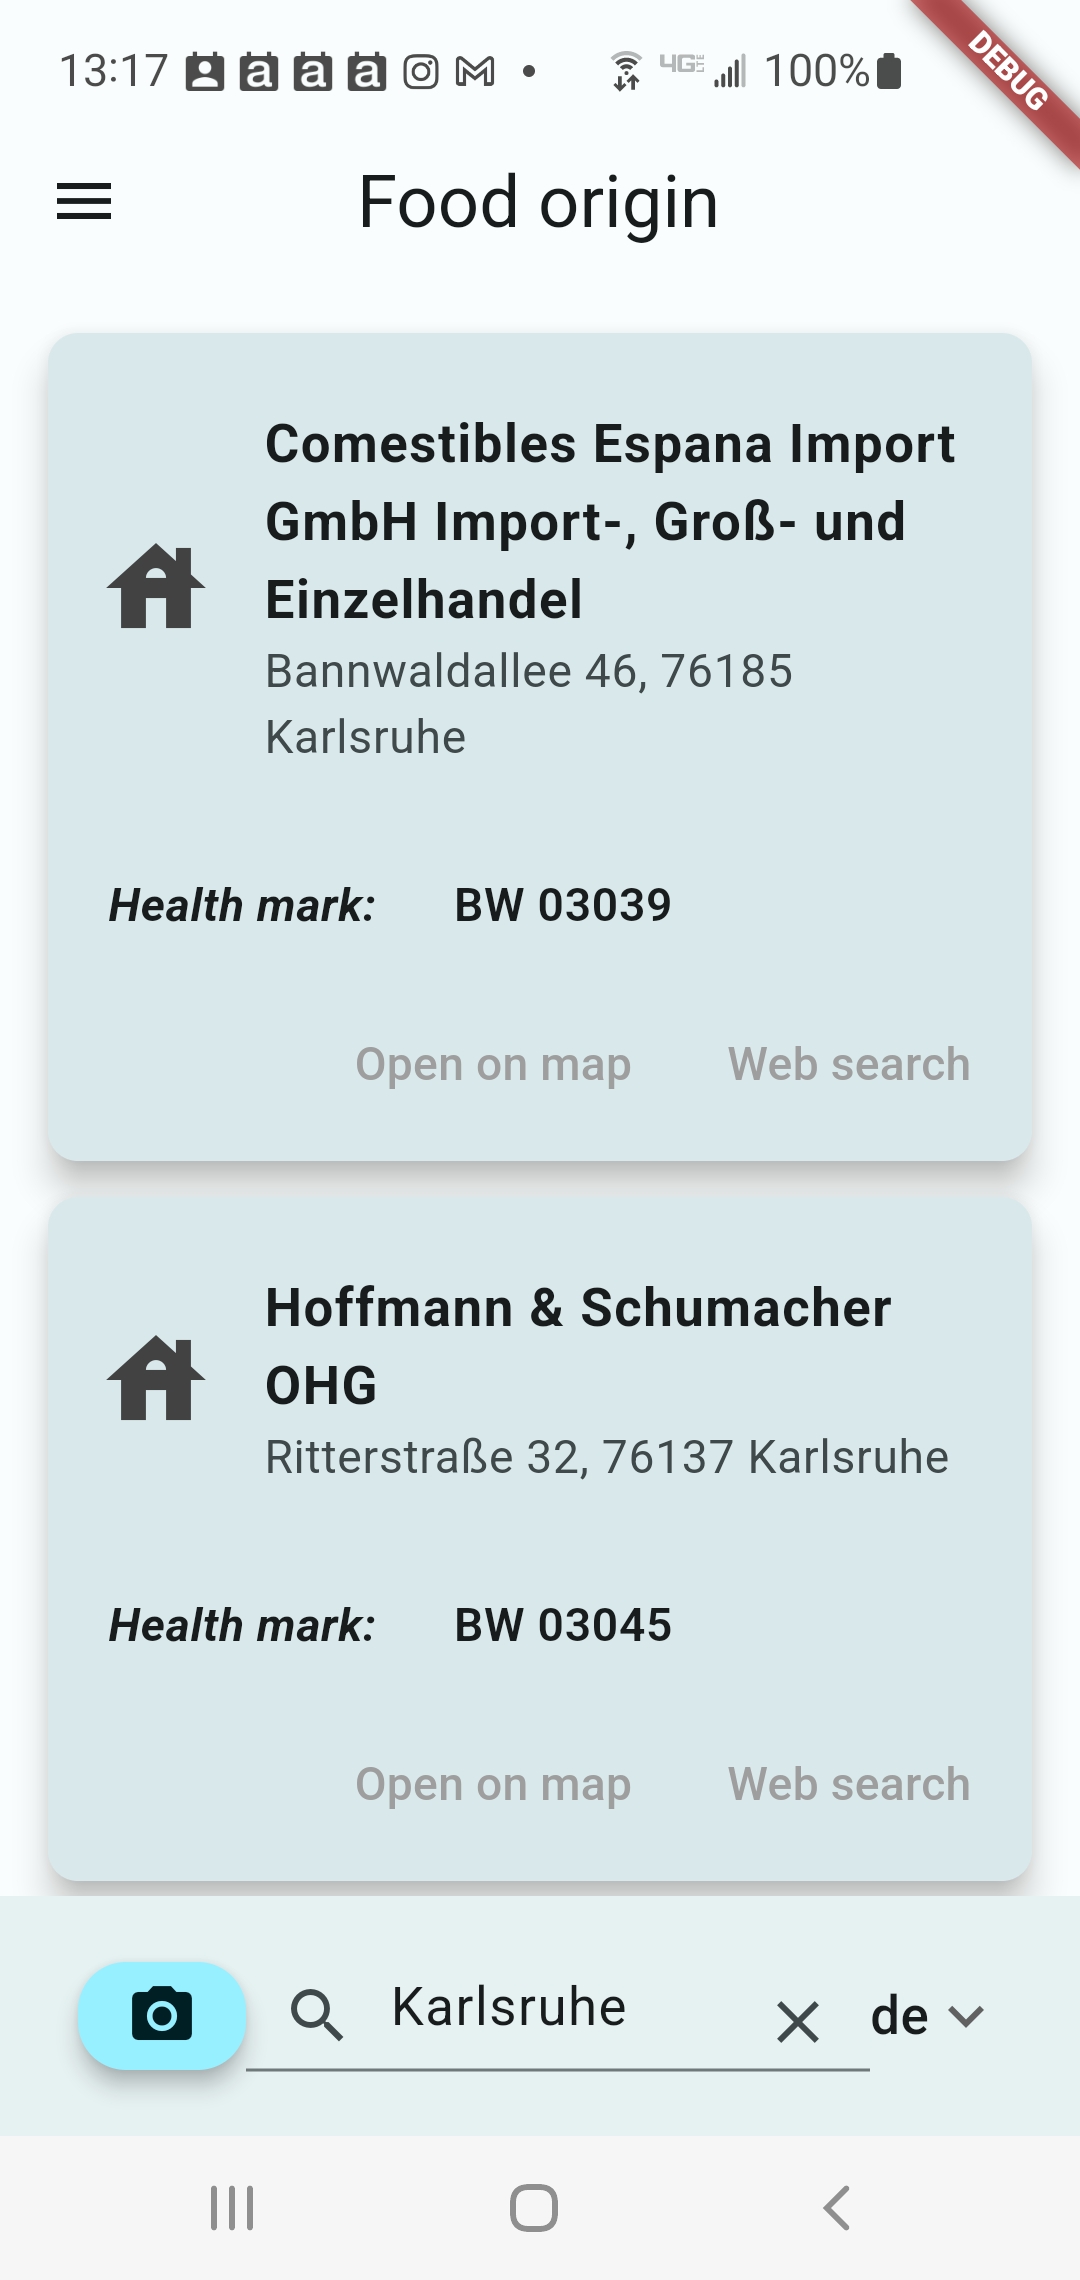 13:17
4G LTE
100%
DEBUG
Food origin
Comestibles Espana Import
GmbH Import-, Groß- und
Einzelhandel
Bannwaldallee 46, 76185
Karlsruhe
Health mark: BW 03039
Open on map Web search
Hoffmann & Schumacher
OHG
Ritterstraße 32, 76137 Karlsruhe
Health mark: BW 03045
Open on map Web search
Karlsruhe
de